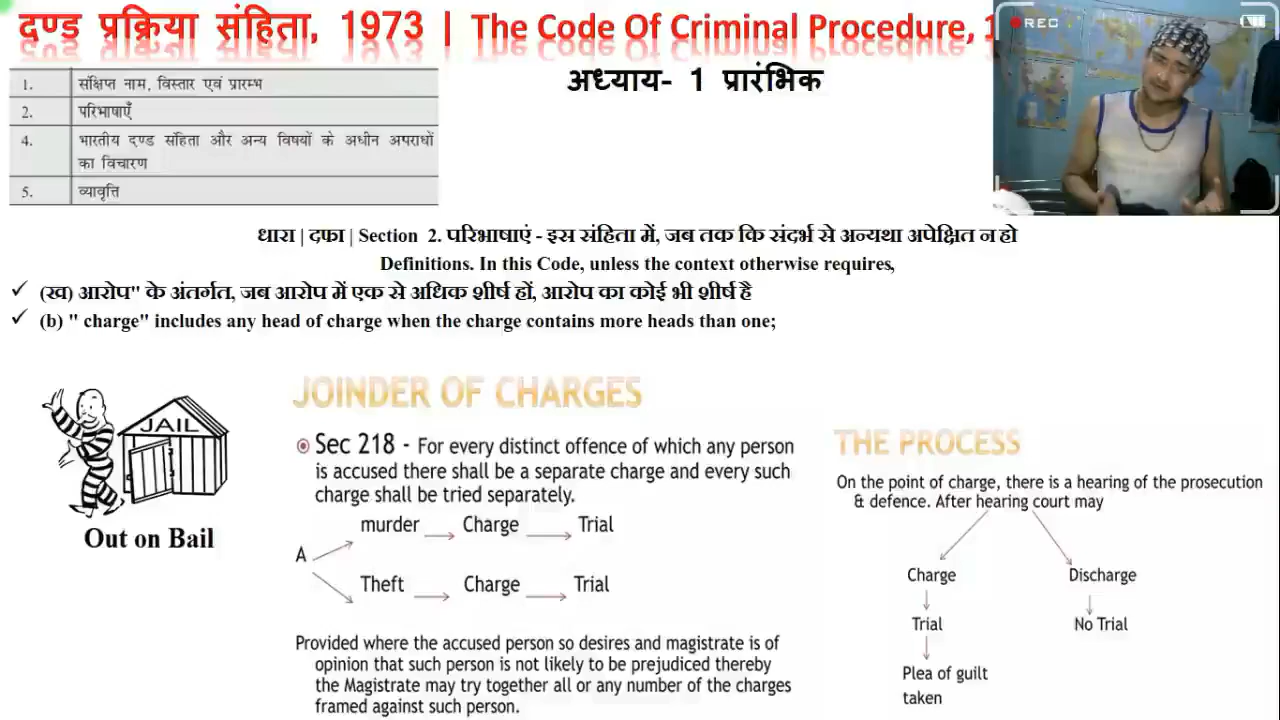 दण्ड प्रक्रिया संहिता, 1973 | The Code Of Criminal Procedure, 1
REC
अध्याय- 1 प्रारंभिक
1. संक्षिप्त नाम, विस्तार एवं प्रारम्भ
2. परिभाषाएँ
4. भारतीय दण्ड संहिता और अन्य विषयों के अधीन अपराधों
का विचारण
5. व्यावृत्ति
धारा | दफा | Section 2. परिभाषाएं - इस संहिता में, जब तक कि संदर्भ से अन्यथा अपेक्षित न हो
Definitions. In this Code, unless the context otherwise requires,
✓ (ख) आरोप" के अंतर्गत, जब आरोप में एक से अधिक शीर्ष हों, आरोप का कोई भी शीर्ष है
✓ (b) " charge" includes any head of charge when the charge contains more heads than one;
JAIL
Out on Bail
JOINDER OF CHARGES
Sec 218 - For every distinct offence of which any person
is accused there shall be a separate charge and every such
charge shall be tried separately.
murder Charge Trial
A
Theft Charge Trial
Provided where the accused person so desires and magistrate is of
opinion that such person is not likely to be prejudiced thereby
the Magistrate may try together all or any number of the charges
framed against such person.
THE PROCESS
On the point of charge, there is a hearing of the prosecution
& defence. After hearing court may
Charge Discharge
Trial No Trial
Plea of guilt
taken